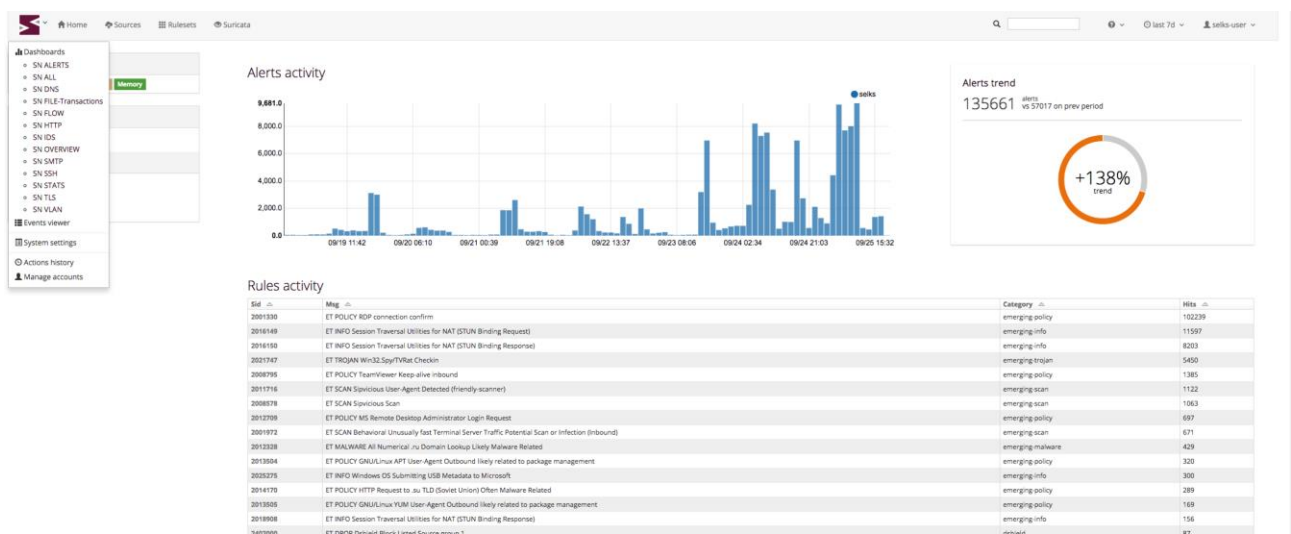 Home Sources Rulesets Suricata last 7d selks-user
Dashboards
SN ALERTS
SN ALL
SN DNS
SN FILE-Transactions
SN FLOW
SN HTTP
SN IDS
SN OVERVIEW
SN SMTP
SN SSH
SN STATS
SN TLS
SN VLAN
Events viewer
System settings
Actions history
Manage accounts
Memory
Alerts activity
selks
9,681.0
8,000.0
6,000.0
4,000.0
2,000.0
0.0
09/19 11:42 09/20 06:10 09/21 00:39 09/21 19:08 09/22 13:37 09/23 08:06 09/24 02:34 09/24 21:03 09/25 15:32
Alerts trend
135661 alerts
vs 57017 on prev period
+138%
trend
Rules activity
Sid Msg Category Hits
2001330 ET POLICY RDP connection confirm emerging-policy 102239
2016149 ET INFO Session Traversal Utilities for NAT (STUN Binding Request) emerging-info 11597
2016150 ET INFO Session Traversal Utilities for NAT (STUN Binding Response) emerging-info 8203
2021747 ET TROJAN Win32.Spy/TVRat Checkin emerging-trojan 5450
2008795 ET POLICY TeamViewer Keep-alive inbound emerging-policy 1385
2011716 ET SCAN Sipvicious User-Agent Detected (friendly-scanner) emerging-scan 1122
2008578 ET SCAN Sipvicious Scan emerging-scan 1063
2012709 ET POLICY MS Remote Desktop Administrator Login Request emerging-policy 697
2001972 ET SCAN Behavioral Unusually fast Terminal Server Traffic Potential Scan or Infection (Inbound) emerging-scan 671
2012328 ET MALWARE All Numerical .ru Domain Lookup Likely Malware Related emerging-malware 429
2013504 ET POLICY GNU/Linux APT User-Agent Outbound likely related to package management emerging-policy 320
2025275 ET INFO Windows OS Submitting USB Metadata to Microsoft emerging-info 300
2014170 ET POLICY HTTP Request to .su TLD (Soviet Union) Often Malware Related emerging-policy 289
2013505 ET POLICY GNU/Linux YUM User-Agent Outbound likely related to package management emerging-policy 169
2018908 ET INFO Session Traversal Utilities for NAT (STUN Binding Response) emerging-info 156
2402000 ET DROP Dshield Block Listed Source group 1 dshield 87